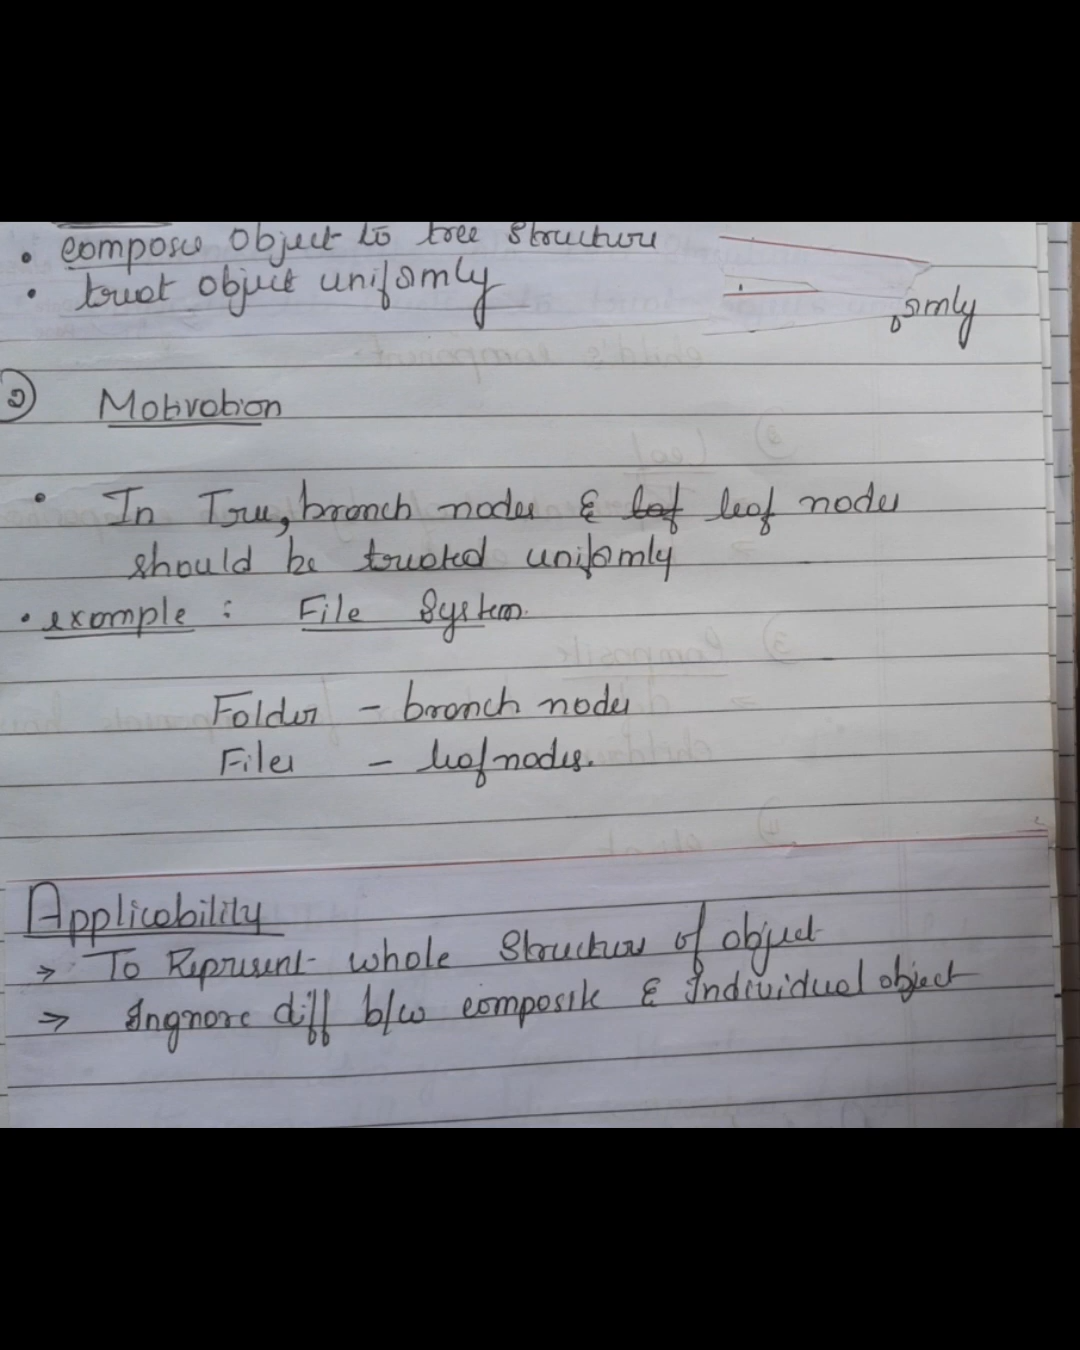 • compose object to tree structure
• treat object uniformly
ormly
② Motivation
• In Tree, branch nodes & leaf nodes
should be treated uniformly
• example : File System.
Folder – branch nodes
Files – leaf nodes.
Applicability
→ To Represent whole Structure of object
⇒ Ingnore diff b/w composite & Individual object